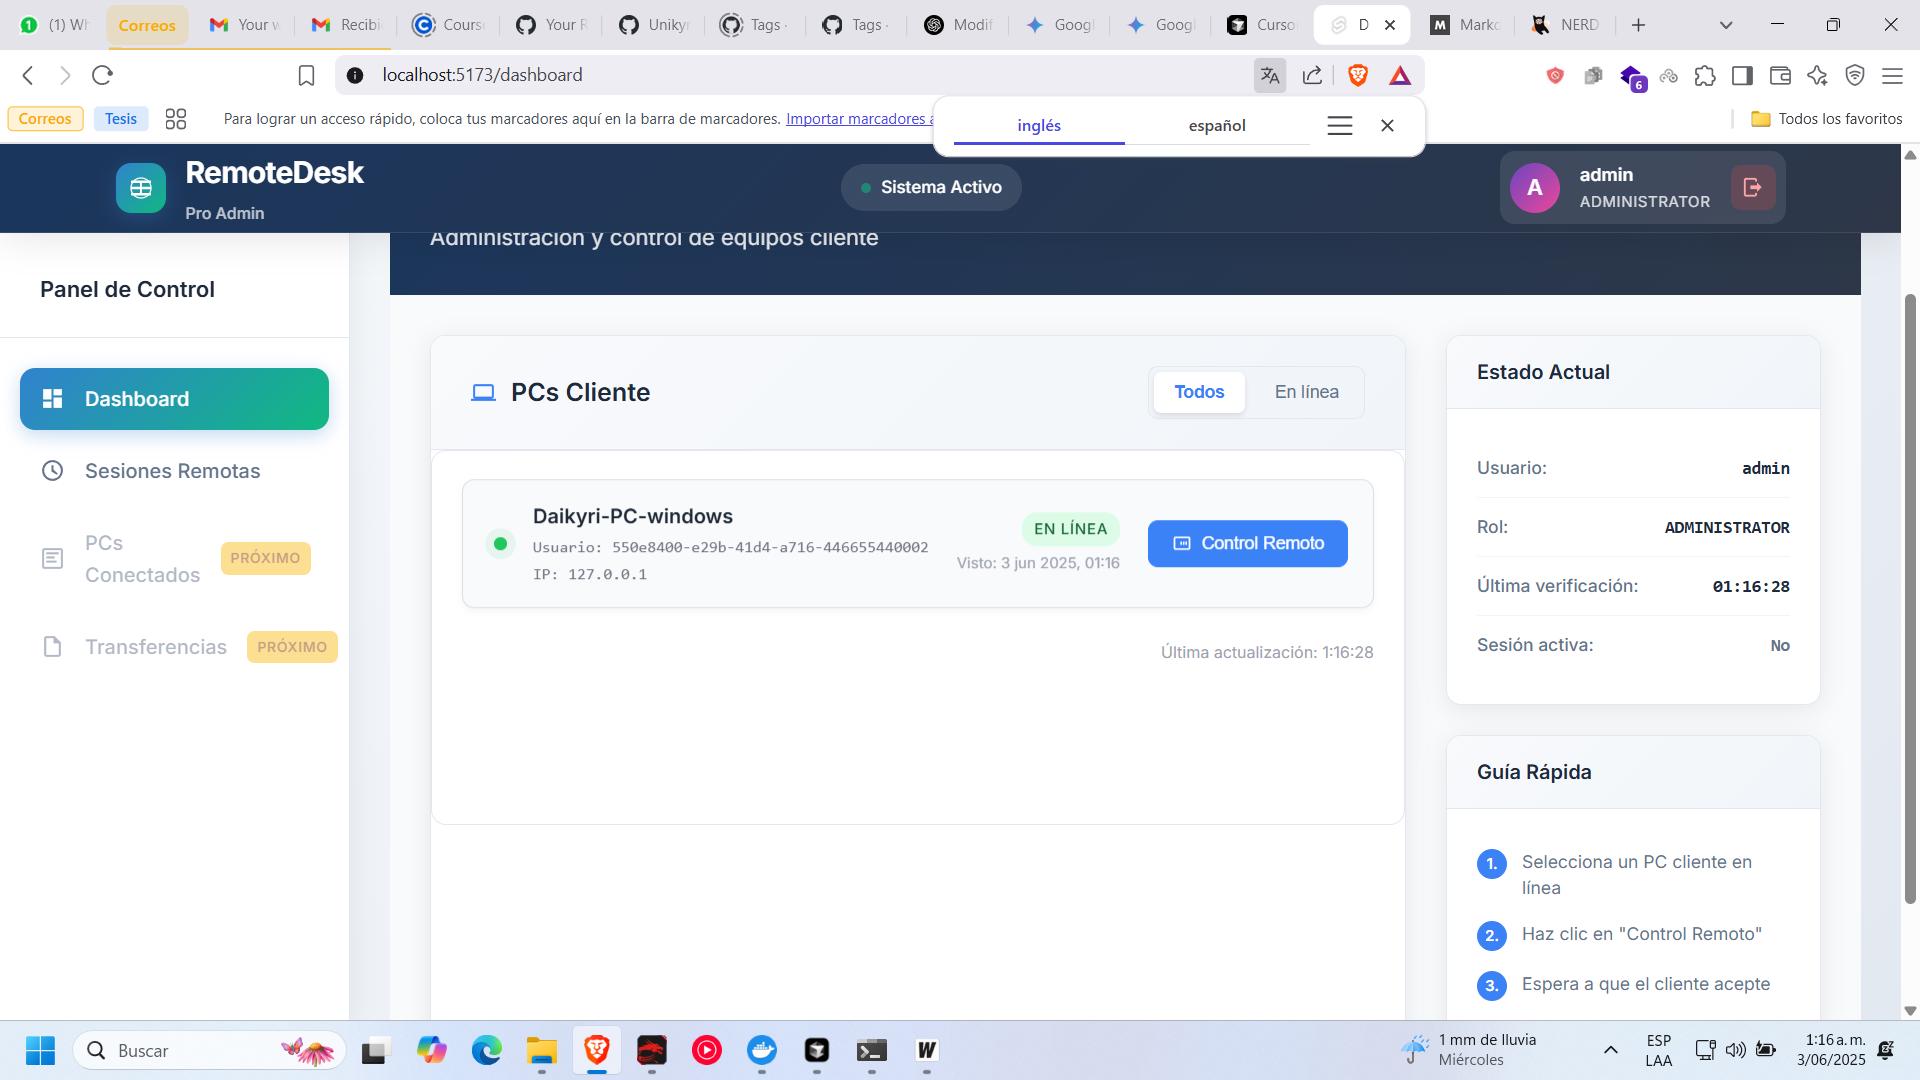 (1) Wh
Correos
Your w
Recibi
Cours
Your R
Unikyr
Tags ·
Tags ·
Modif
Googl
Googl
Curso
D
Marko
NERD
localhost:5173/dashboard
6
Correos
Tesis
Para lograr un acceso rápido, coloca tus marcadores aquí en la barra de marcadores. Importar marcadores a
inglés
español
Todos los favoritos
RemoteDesk
Pro Admin
Sistema Activo
A
admin
ADMINISTRATOR
Administración y control de equipos cliente
Panel de Control
Dashboard
Sesiones Remotas
PCs
Conectados
PRÓXIMO
Transferencias
PRÓXIMO
PCs Cliente
Todos
En línea
Daikyri-PC-windows
Usuario: 550e8400-e29b-41d4-a716-446655440002
IP: 127.0.0.1
EN LÍNEA
Visto: 3 jun 2025, 01:16
Control Remoto
Última actualización: 1:16:28
Estado Actual
Usuario: admin
Rol: ADMINISTRATOR
Última verificación: 01:16:28
Sesión activa: No
Guía Rápida
1. Selecciona un PC cliente en
línea
2. Haz clic en "Control Remoto"
3. Espera a que el cliente acepte
Buscar
1 mm de lluvia
Miércoles
ESP
LAA
1:16 a. m.
3/06/2025